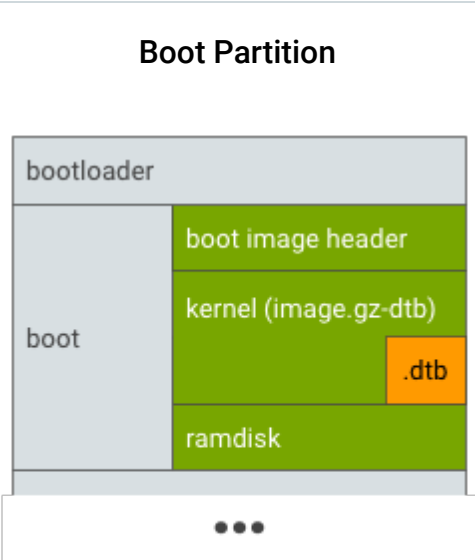 Boot Partition
bootloader
boot image header
kernel (image.gz-dtb)
boot
.dtb
ramdisk